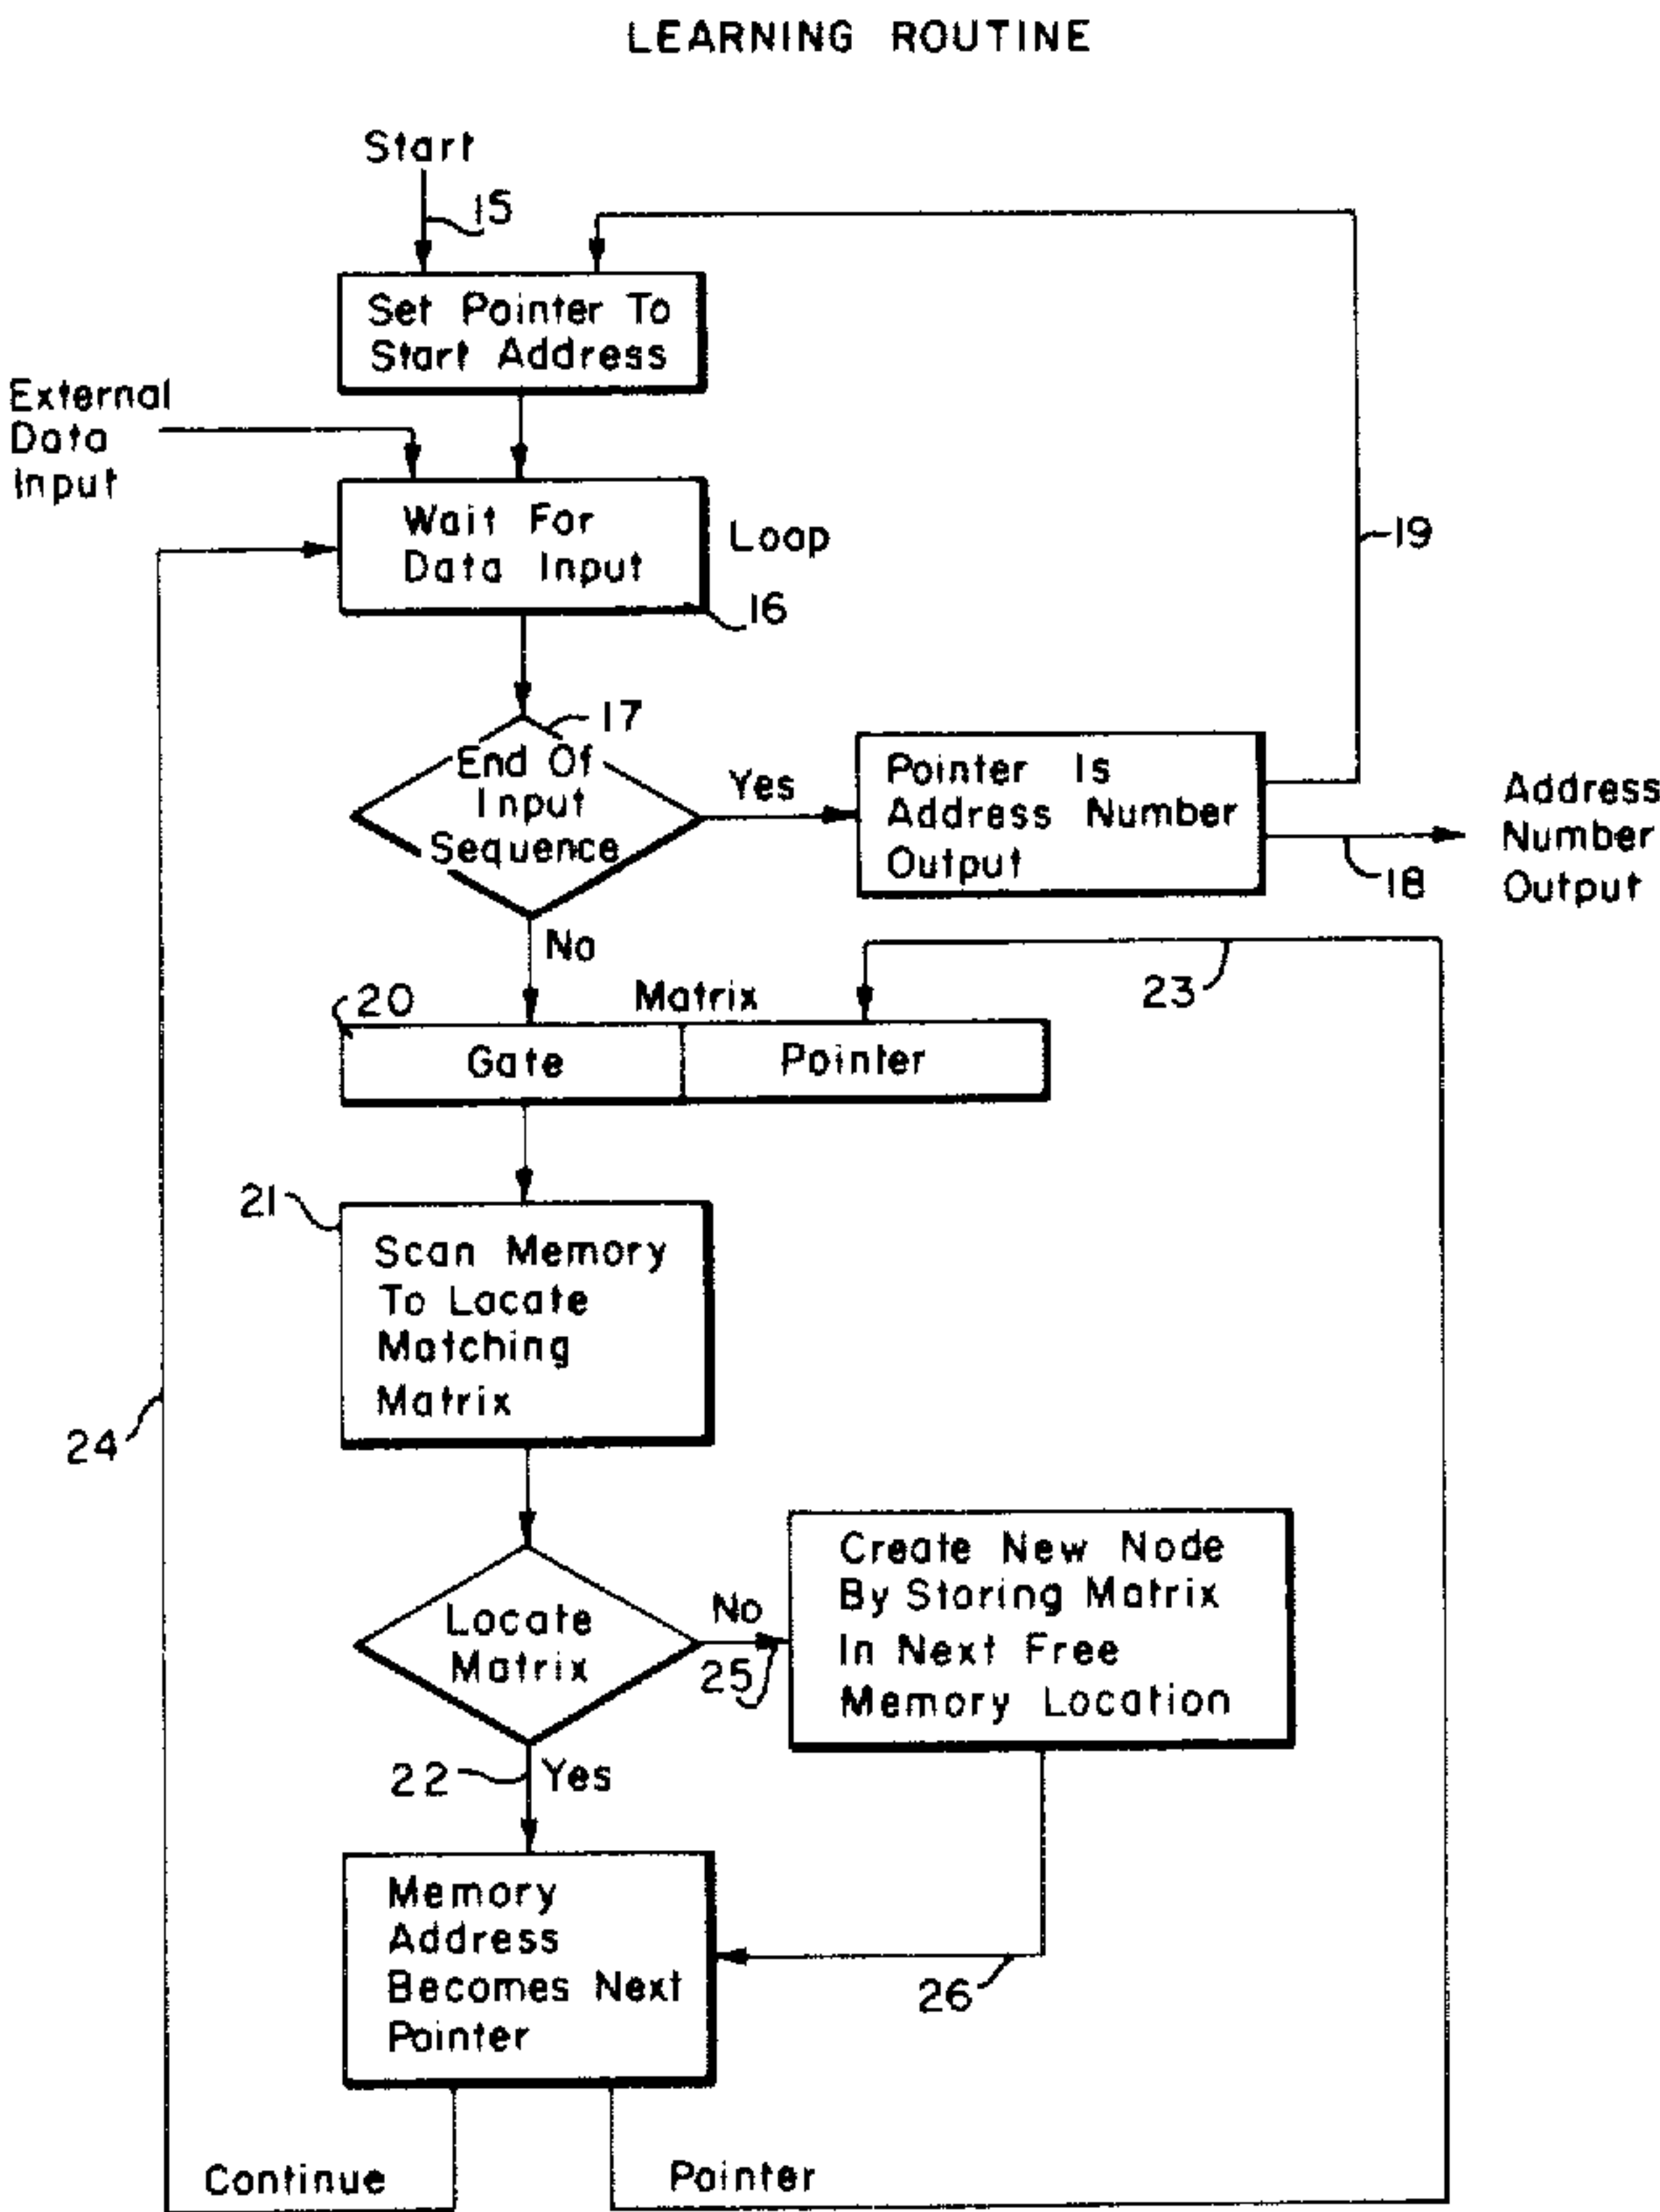 LEARNING ROUTINE
Start
15
Set Pointer To
Start Address
External
Data
Input
Wait For
Data Input
Loop
16
19
17
End Of
Input
Sequence
Yes
Pointer Is
Address Number
Output
18
Address
Number
Output
No
20
Matrix
23
Gate
Pointer
21
Scan Memory
To Locate
Matching
Matrix
24
Locate
Matrix
No
25
Create New Node
By Storing Matrix
In Next Free
Memory Location
22
Yes
Memory
Address
Becomes Next
Pointer
26
Continue
Pointer